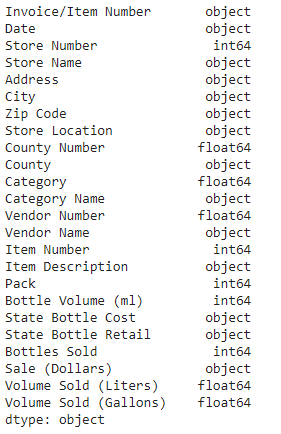 Invoice/Item Number object
Date object
Store Number int64
Store Name object
Address object
City object
Zip Code object
Store Location object
County Number float64
County object
Category float64
Category Name object
Vendor Number float64
Vendor Name object
Item Number int64
Item Description object
Pack int64
Bottle Volume (ml) int64
State Bottle Cost object
State Bottle Retail object
Bottles Sold int64
Sale (Dollars) object
Volume Sold (Liters) float64
Volume Sold (Gallons) float64
dtype: object